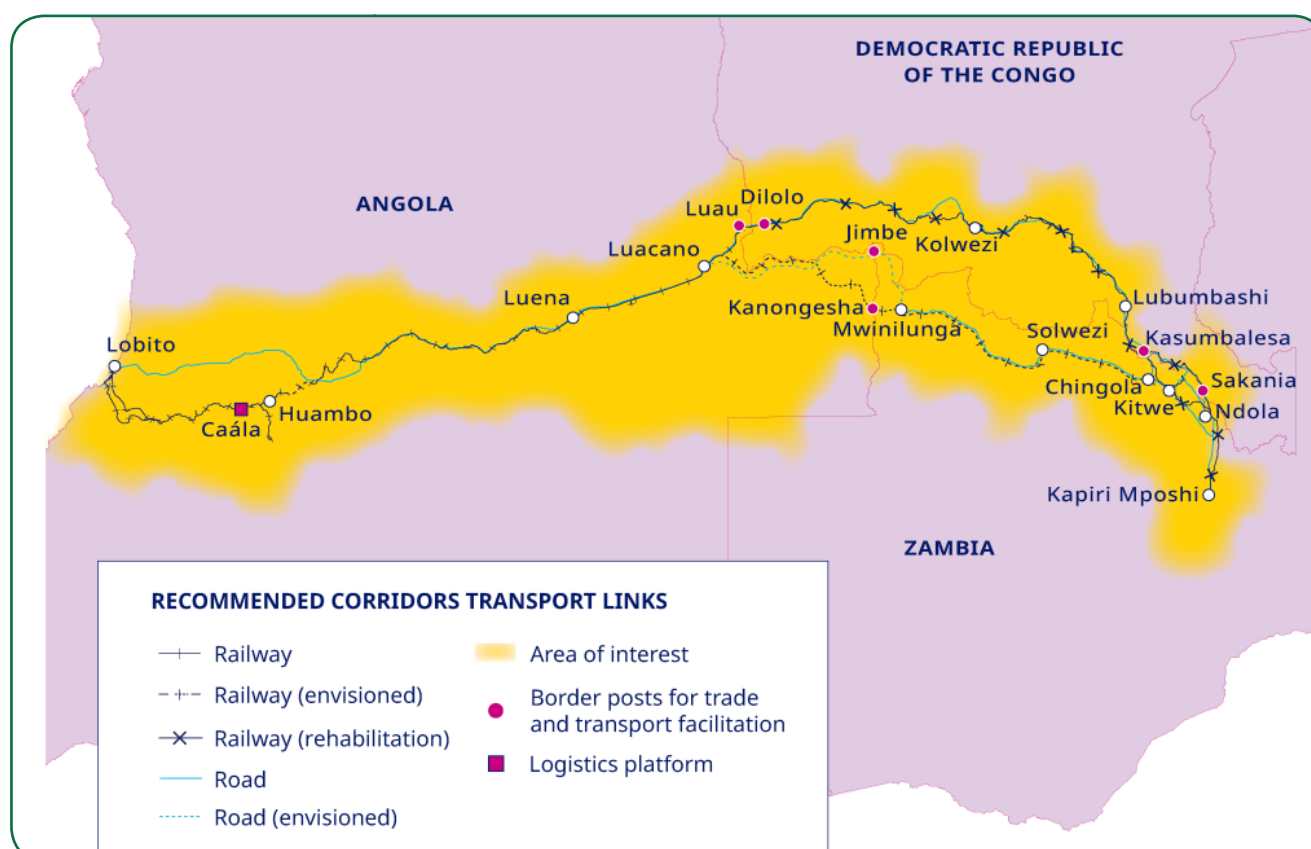 DEMOCRATIC REPUBLIC
OF THE CONGO
ANGOLA
Dilolo
Luau
Jimbe
Kolwezi
Luacano
Luena
Kanongesha
Mwinilunga
Lubumbashi
Solwezi
Kasumbalesa
Lobito
Chingola
Sakania
Kitwe
Ndola
Huambo
Caála
Kapiri Mposhi
ZAMBIA
RECOMMENDED CORRIDORS TRANSPORT LINKS
Railway
Railway (envisioned)
Railway (rehabilitation)
Road
Road (envisioned)
Area of interest
Border posts for trade
and transport facilitation
Logistics platform